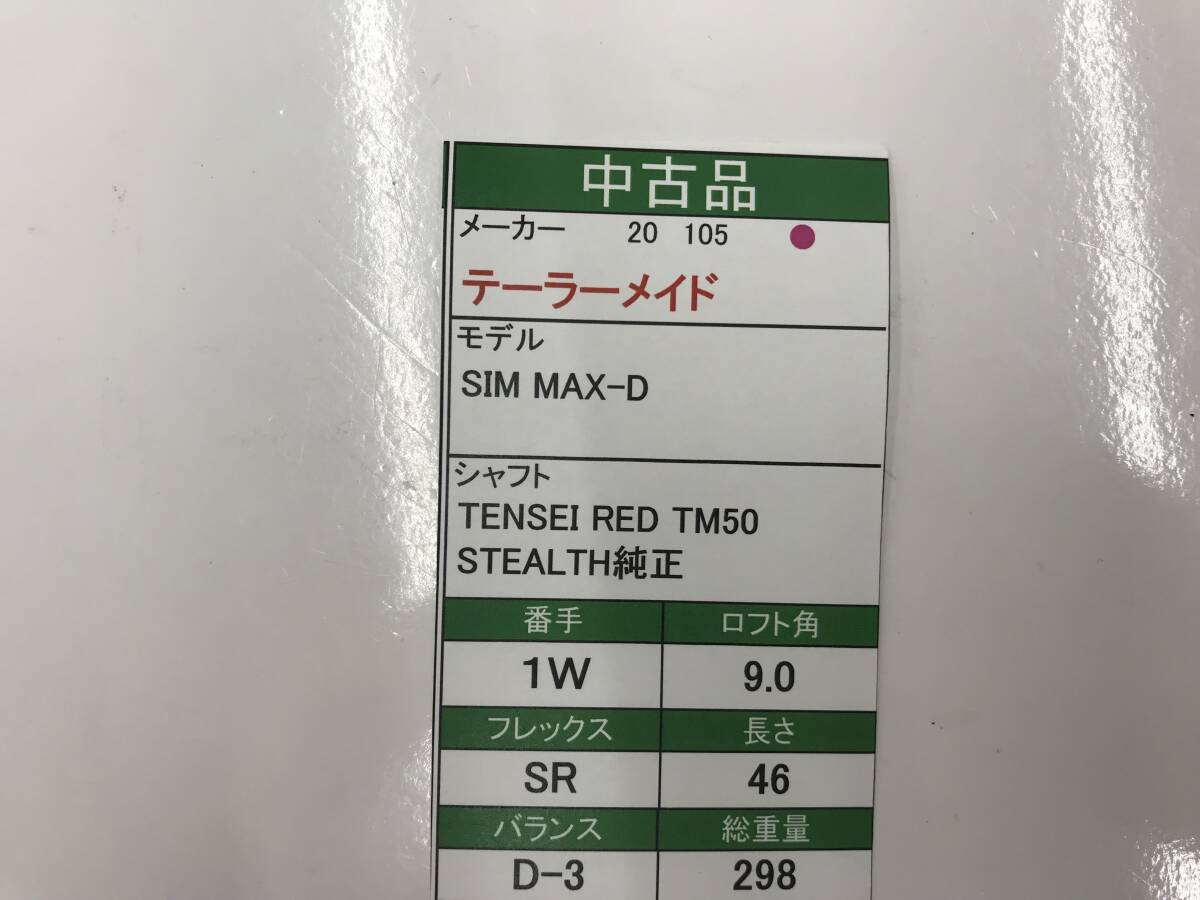 中古品
メーカー 20 105
テーラーメイド
モデル
SIM MAX-D
シャフト
TENSEI RED TM50
STEALTH純正
番手 ロフト角
1W 9.0
フレックス 長さ
SR 46
バランス 総重量
D-3 298